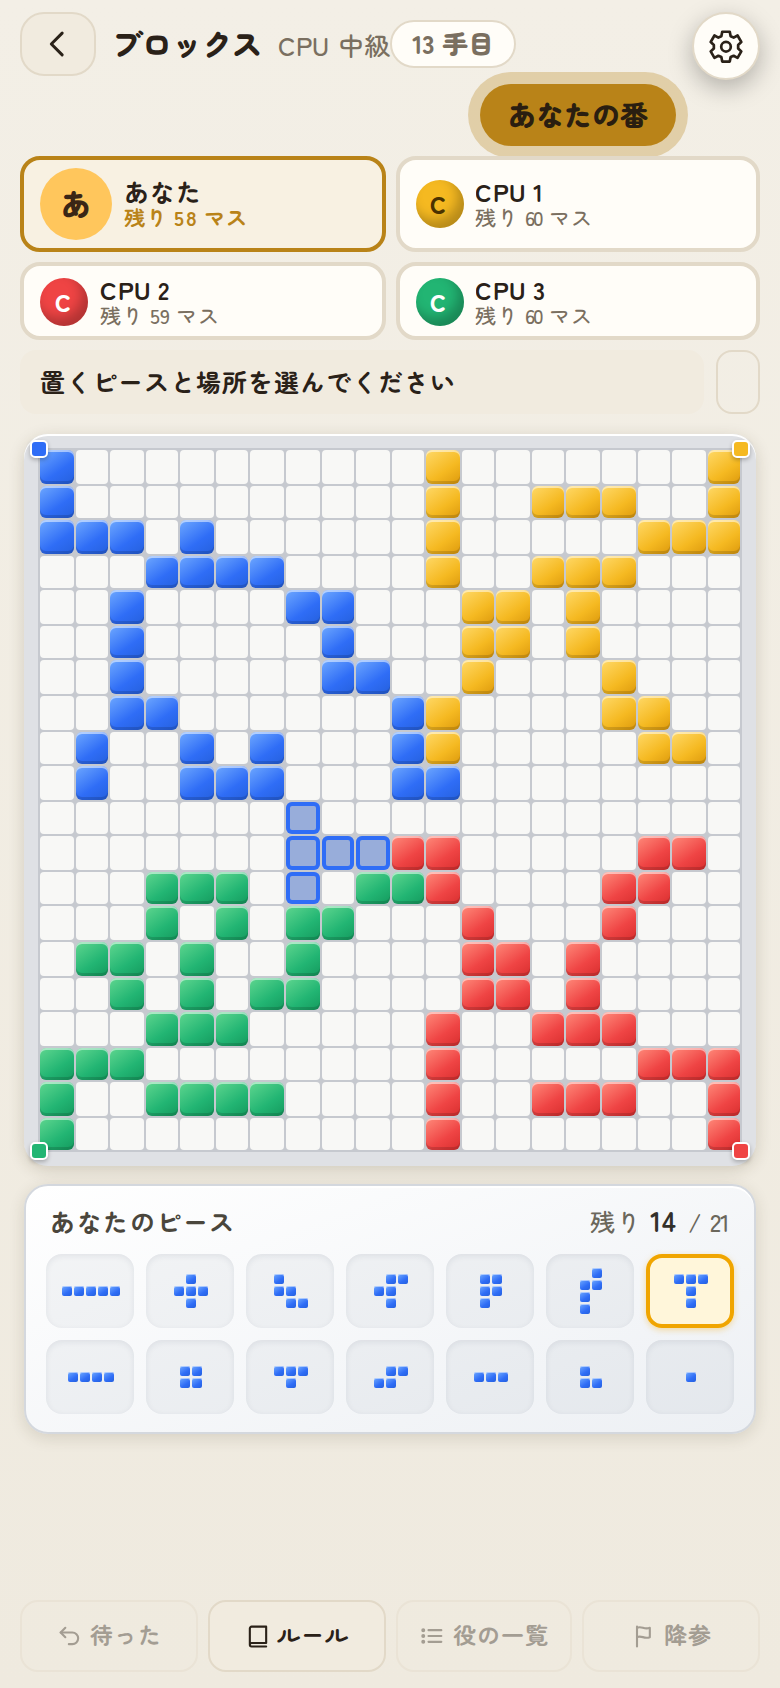 ブロックス CPU 中級 13 手目
あなたの番
あ あなた
残り 58 マス
C CPU 1
残り 60 マス
C CPU 2
残り 59 マス
C CPU 3
残り 60 マス
置くピースと場所を選んでください
あなたのピース 残り 14 / 21
待った ルール 役の一覧 降参